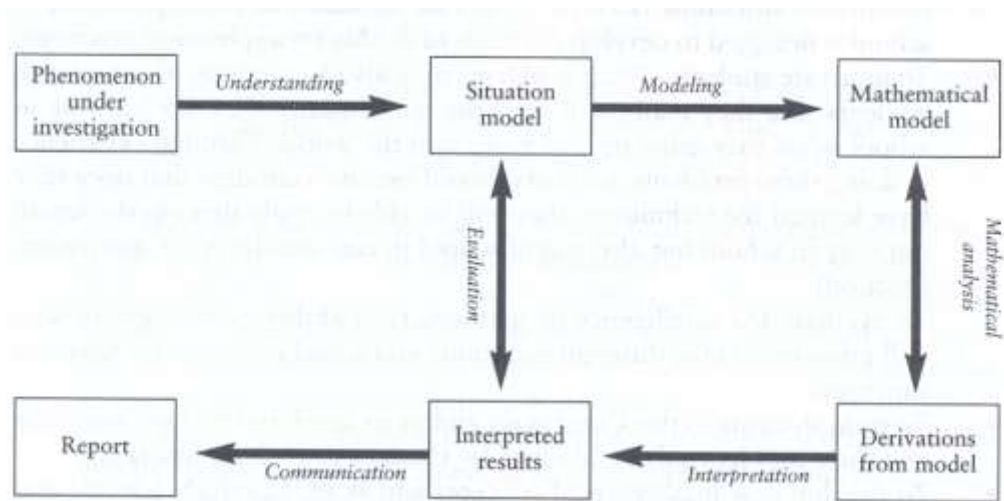 Phenomenon
under
investigation
Understanding
Situation
model
Modeling
Mathematical
model
Evaluation
Mathematical
analysis
Report
Communication
Interpreted
results
Interpretation
Derivations
from model